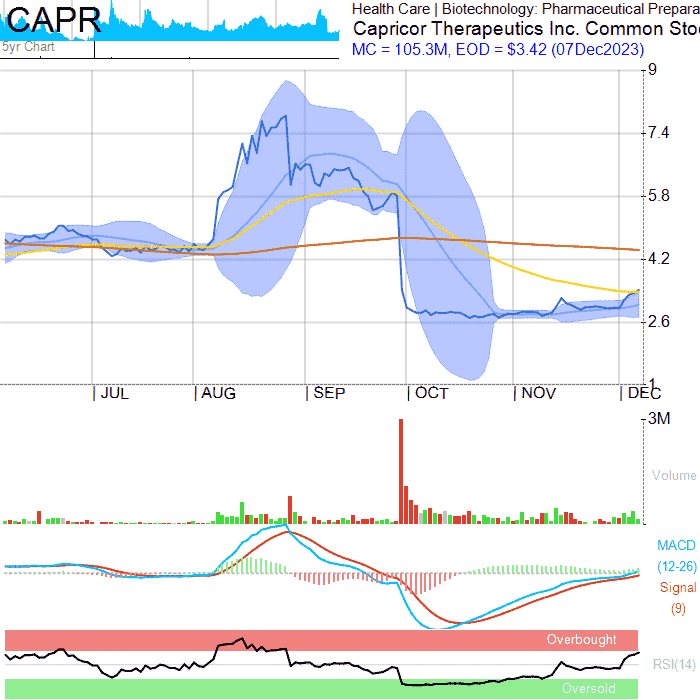 CAPR
5yr Chart
Health Care | Biotechnology: Pharmaceutical Prepara
Capricor Therapeutics Inc. Common Sto
MC = 105.3M, EOD = $3.42 (07Dec2023)
9
7.4
5.8
4.2
2.6
1
JUL AUG SEP OCT NOV DEC
3M
Volume
MACD
(12-26)
Signal
(9)
Overbought
RSI(14)
Oversold